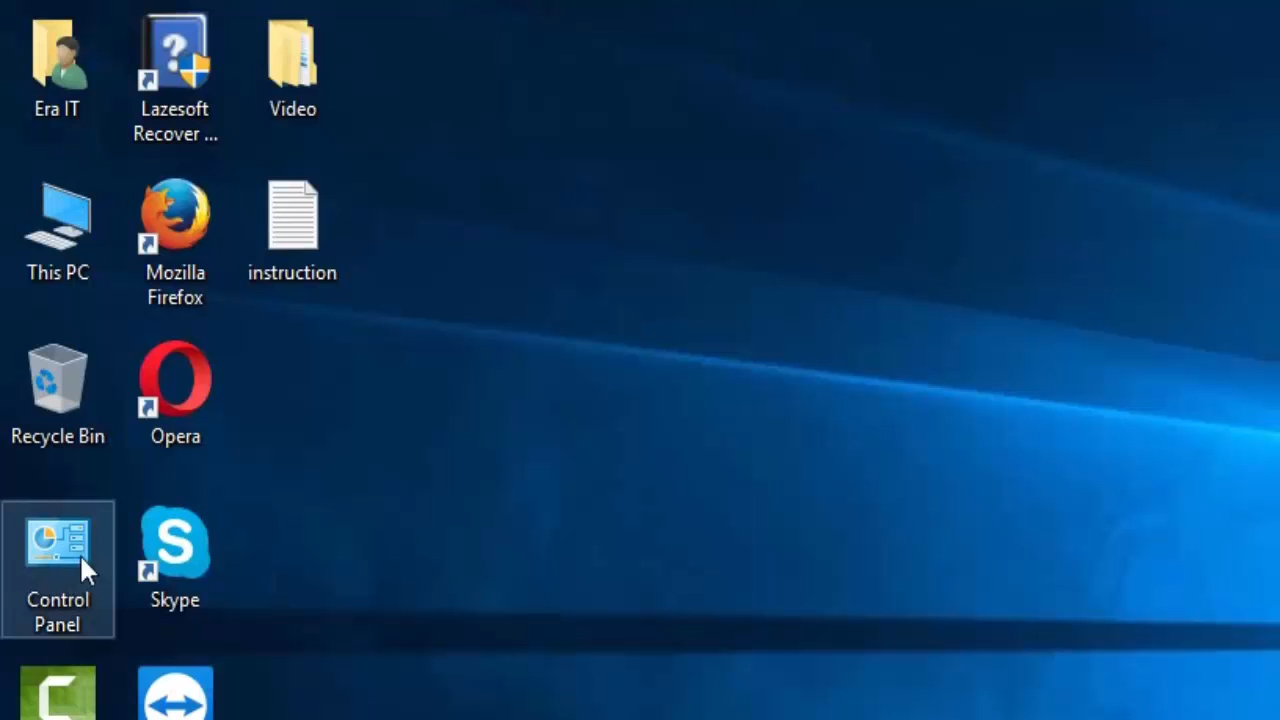 Era IT
Lazesoft
Recover ...
Video
This PC
Mozilla
Firefox
instruction
Recycle Bin
Opera
Control
Panel
Skype